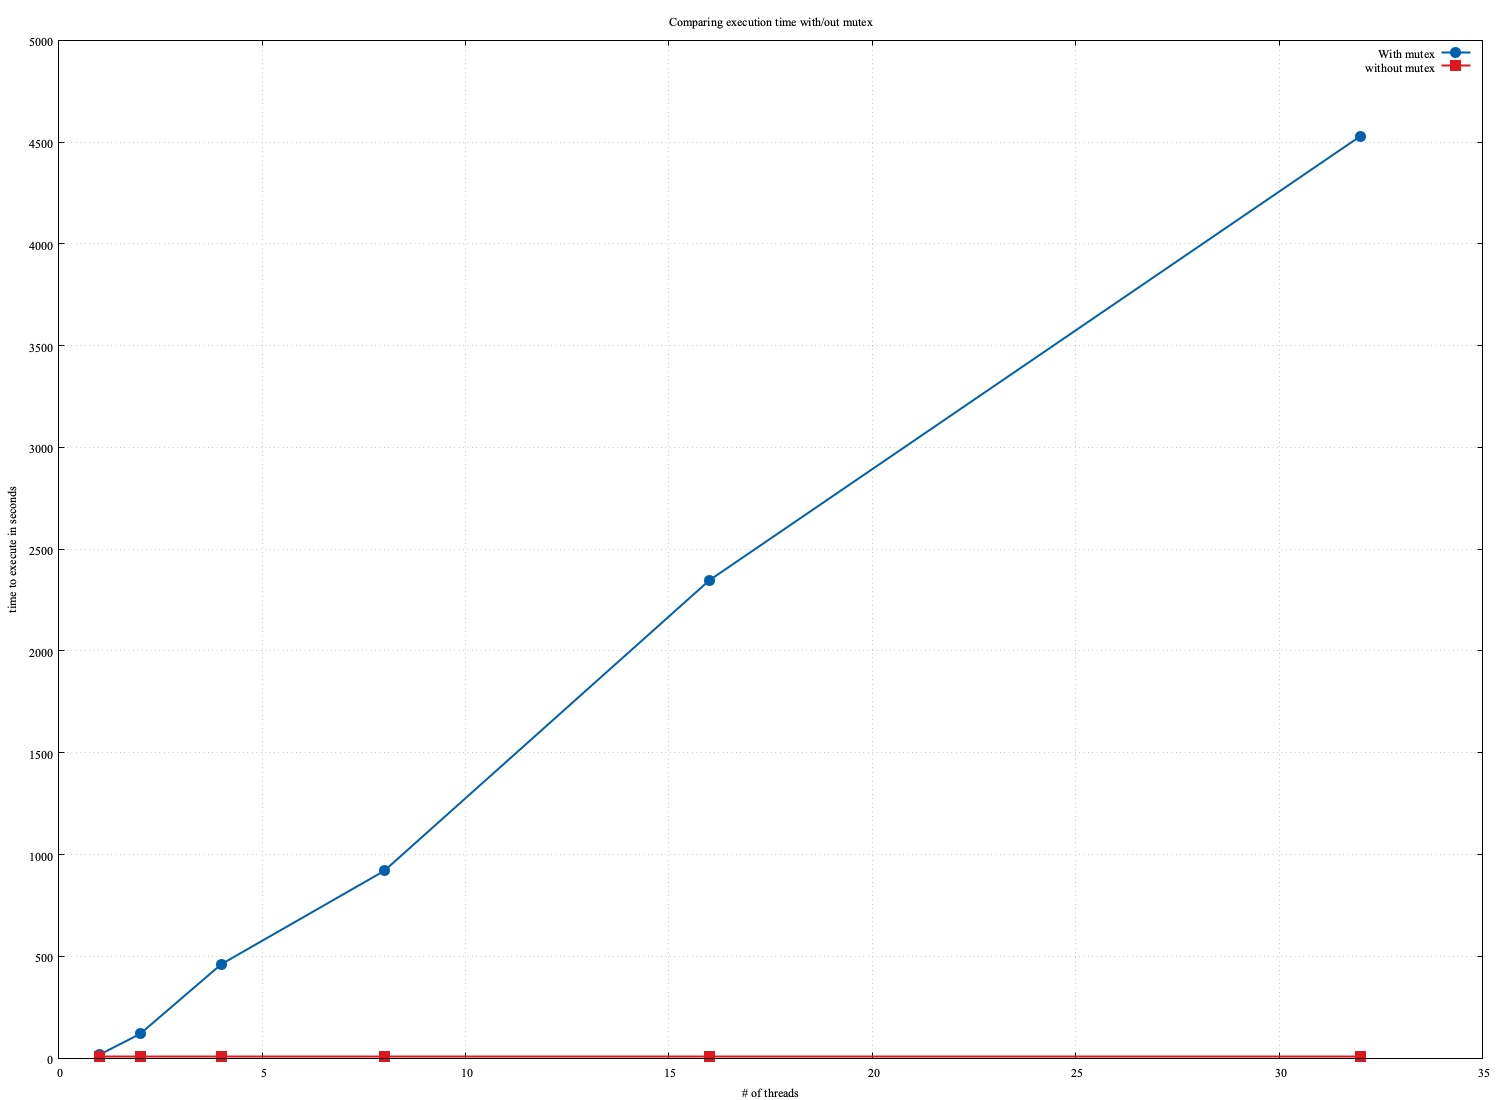 Comparing execution time with/out mutex
With mutex
without mutex
5000
4500
4000
3500
3000
2500
2000
1500
1000
500
0
time to execute in seconds
0 5 10 15 20 25 30 35
# of threads